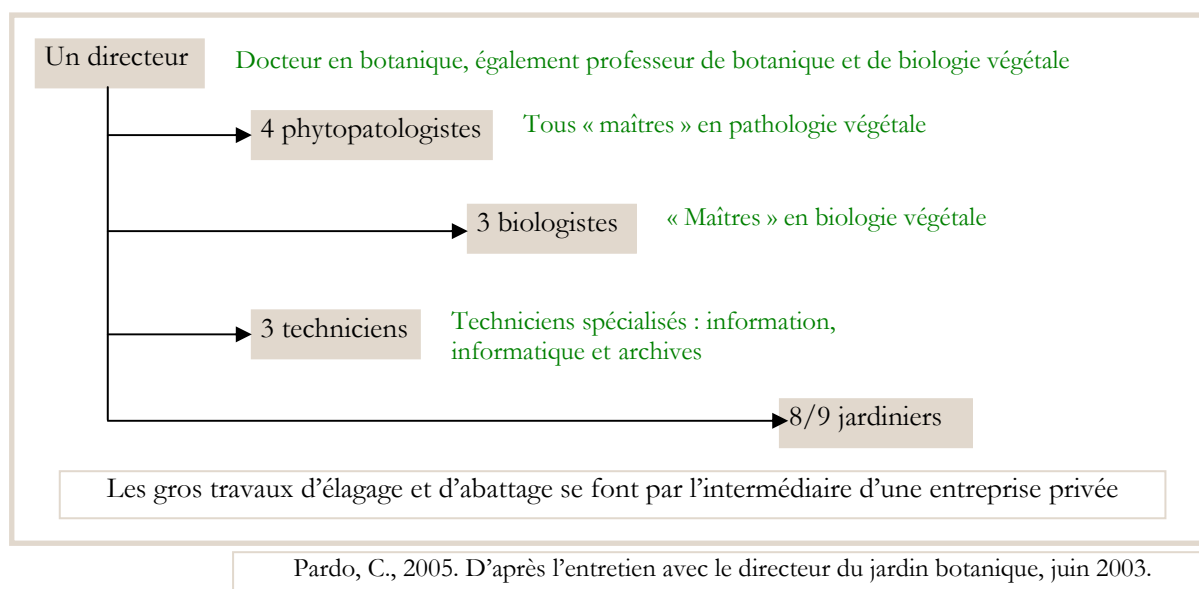 Un directeur
Docteur en botanique, également professeur de botanique et de biologie végétale
4 phytopatologistes
Tous « maîtres » en pathologie végétale
3 biologistes
« Maîtres » en biologie végétale
3 techniciens
Techniciens spécialisés : information,
informatique et archives
8/9 jardiniers
Les gros travaux d'élagage et d'abattage se font par l'intermédiaire d'une entreprise privée
Pardo, C., 2005. D'après l'entretien avec le directeur du jardin botanique, juin 2003.